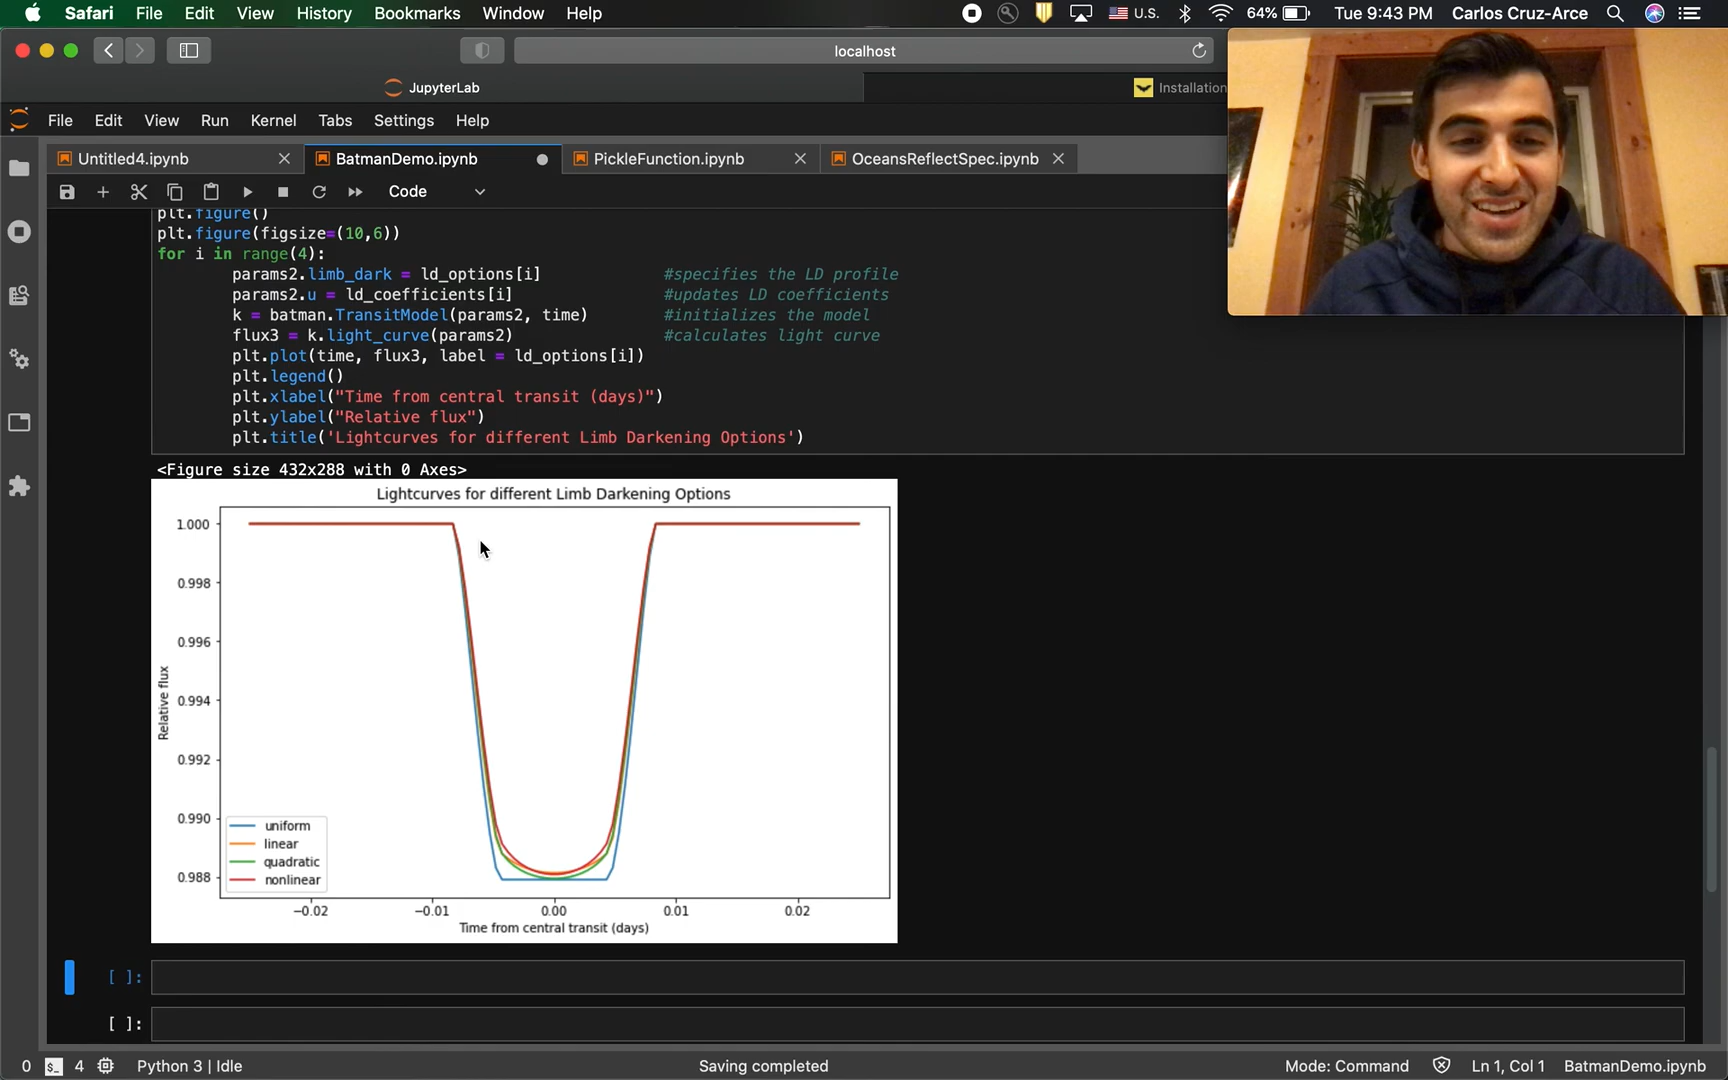 Safari File Edit View History Bookmarks Window Help U.S. 64% Tue 9:43 PM Carlos Cruz-Arce
localhost
JupyterLab Installation
File Edit View Run Kernel Tabs Settings Help
Untitled4.ipynb BatmanDemo.ipynb PickleFunction.ipynb OceansReflectSpec.ipynb
Code
plt.figure()
plt.figure(figsize=(10,6))
for i in range(4):
params2.limb_dark = ld_options[i] #specifies the LD profile
params2.u = ld_coefficients[i] #updates LD coefficients
k = batman.TransitModel(params2, time) #initializes the model
flux3 = k.light_curve(params2) #calculates light curve
plt.plot(time, flux3, label = ld_options[i])
plt.legend()
plt.xlabel("Time from central transit (days)")
plt.ylabel("Relative flux")
plt.title('Lightcurves for different Limb Darkening Options')
<Figure size 432x288 with 0 Axes>
Lightcurves for different Limb Darkening Options
1.000
0.998
0.996
0.994
0.992
0.990
0.988
Relative flux
uniform
linear
quadratic
nonlinear
−0.02 −0.01 0.00 0.01 0.02
Time from central transit (days)
[ ]:
[ ]:
0 4 Python 3 | Idle Saving completed Mode: Command Ln 1, Col 1 BatmanDemo.ipynb